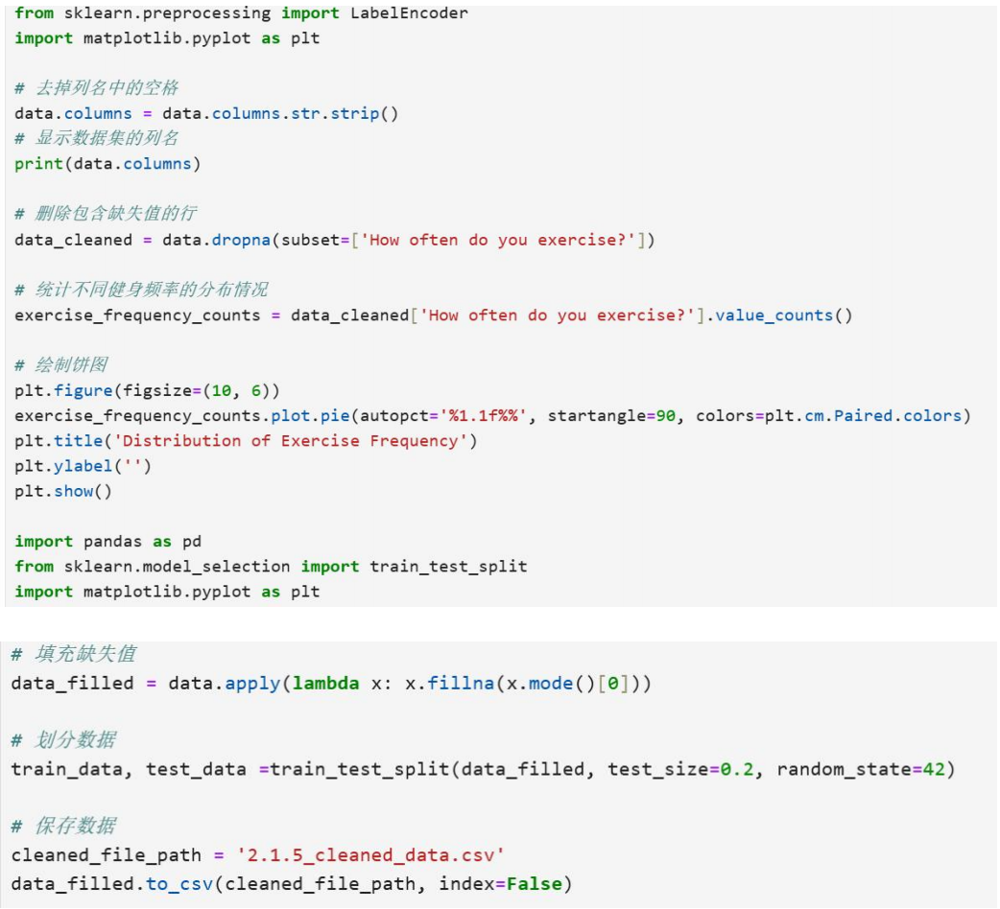 from sklearn.preprocessing import LabelEncoder
import matplotlib.pyplot as plt
# 去掉列名中的空格
data.columns = data.columns.str.strip()
# 显示数据集的列名
print(data.columns)
# 删除包含缺失值的行
data_cleaned = data.dropna(subset=['How often do you exercise?'])
# 统计不同健身频率的分布情况
exercise_frequency_counts = data_cleaned['How often do you exercise?'].value_counts()
# 绘制饼图
plt.figure(figsize=(10, 6))
exercise_frequency_counts.plot.pie(autopct='%1.1f%%', startangle=90, colors=plt.cm.Paired.colors)
plt.title('Distribution of Exercise Frequency')
plt.ylabel('')
plt.show()
import pandas as pd
from sklearn.model_selection import train_test_split
import matplotlib.pyplot as plt
# 填充缺失值
data_filled = data.apply(lambda x: x.fillna(x.mode()[0]))
# 划分数据
train_data, test_data =train_test_split(data_filled, test_size=0.2, random_state=42)
# 保存数据
cleaned_file_path = '2.1.5_cleaned_data.csv'
data_filled.to_csv(cleaned_file_path, index=False)